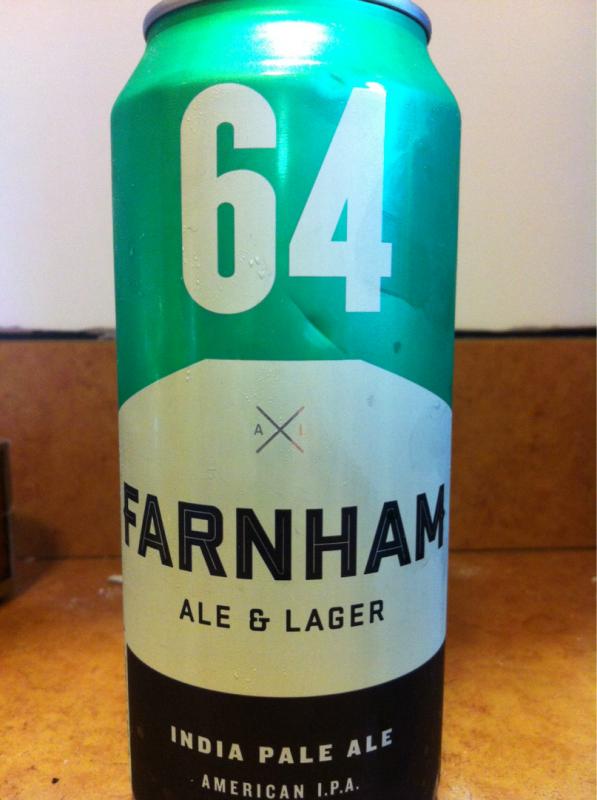 64
A L
FARNHAM
ALE & LAGER
INDIA PALE ALE
AMERICAN I.P.A.